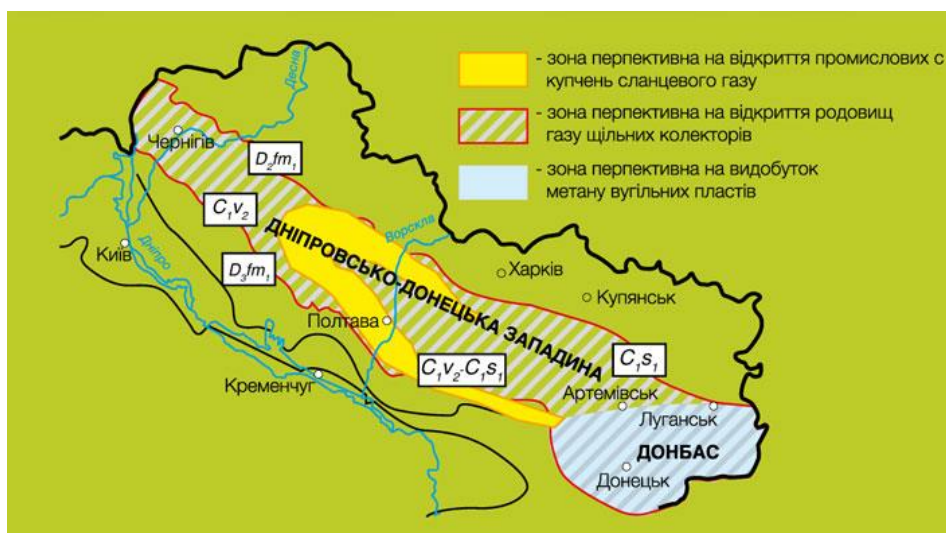 - зона перпективна на відкриття промислових с
купчень сланцевого газу
- зона перпективна на відкриття родовищ
газу щільних колекторів
- зона перпективна на видобуток
метану вугільних пластів
Десна
Чернігів
D₂fm₁
C₁v₂
Ворскла
ДНІПРОВСЬКО-ДОНЕЦЬКА ЗАПАДИНА
Київ
Дніпро
D₃fm₁
Харків
Купянськ
Полтава
C₁v₂-C₁s₁
C₁s₁
Кременчуг
Артемівськ
Луганськ
ДОНБАС
Донецьк